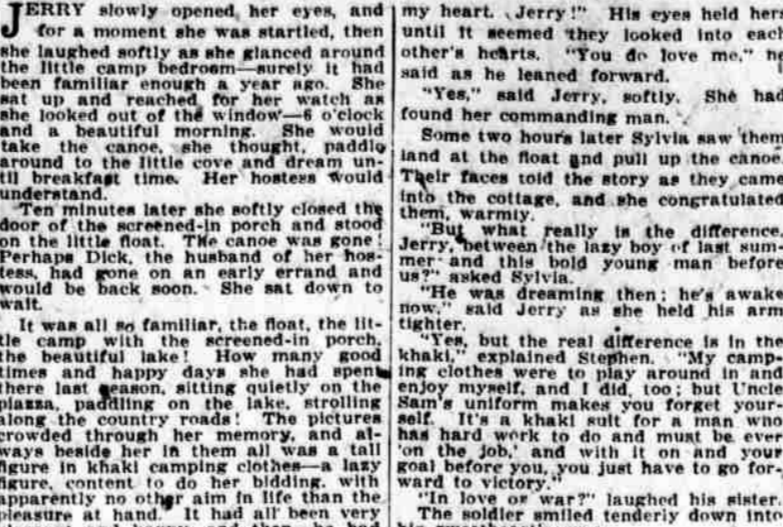 JERRY slowly opened her eyes, and
for a moment she was startled, then
she laughed softly as she glanced around
the little camp bedroom—surely it had
been familiar enough a year ago. She
sat up and reached for her watch as
she looked out of the window—6 o'clock
and a beautiful morning. She would
take the canoe, she thought, paddle
around to the little cove and dream un-
til breakfast time. Her hostess would
understand.
Ten minutes later she softly closed the
door of the screened-in porch and stood
on the little float. The canoe was gone!
Perhaps Dick, the husband of her hos-
tess, had gone on an early errand and
would be back soon. She sat down to
wait.
It was all so familiar, the float, the lit-
tle camp with the screened-in porch,
the beautiful lake! How many good
times and happy days she had spent
there last season, sitting quietly on the
piazza, paddling on the lake, strolling
along the country roads! The pictures
crowded through her memory, and al-
ways beside her in them all was a tall
figure in khaki camping clothes—a lazy
figure, content to do her bidding, with
apparently no other aim in life than the
pleasure at hand. It had all been very
my heart. Jerry!" His eyes held hers
until it seemed they looked into each
other's hearts. "You do love me," he
said as he leaned forward.
"Yes," said Jerry, softly. She had
found her commanding man.
Some two hours later Sylvia saw them
land at the float and pull up the canoe.
Their faces told the story as they came
into the cottage, and she congratulated
them, warmly.
"But what really is the difference,
Jerry, between the lazy boy of last sum-
mer and this bold young man before
us?" asked Sylvia.
"He was dreaming then; he's awake
now," said Jerry as she held his arm
tighter.
"Yes, but the real difference is in the
khaki," explained Stephen. "My camp-
ing clothes were to play around in and
enjoy myself, and I did, too; but Uncle
Sam's uniform makes you forget your-
self. It's a khaki suit for a man who
has hard work to do and must be ever
'on the job,' and with it on and your
goal before you, you just have to go for-
ward to victory."
"In love or war?" laughed his sister.
The soldier smiled tenderly down into